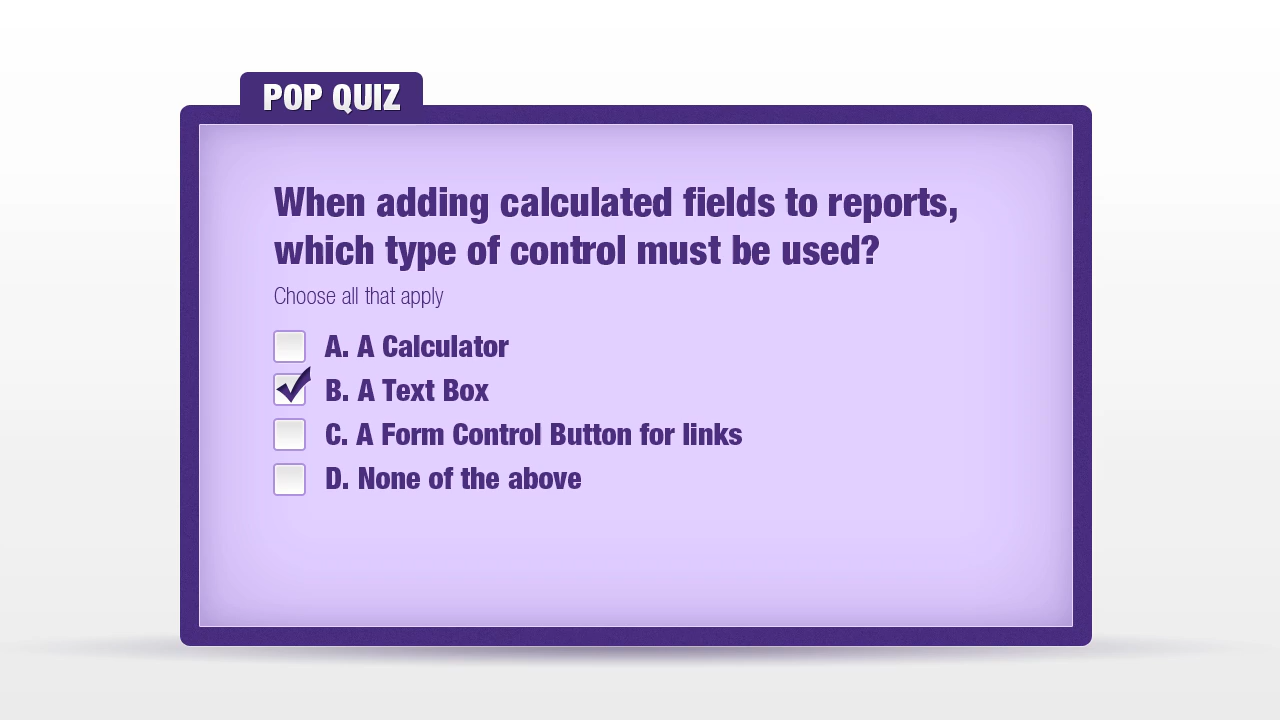 POP QUIZ
When adding calculated fields to reports,
which type of control must be used?
Choose all that apply
A. A Calculator
B. A Text Box
C. A Form Control Button for links
D. None of the above